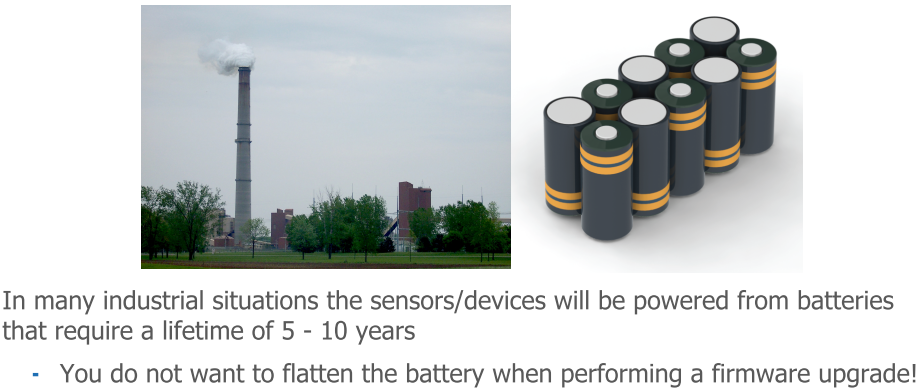 In many industrial situations the sensors/devices will be powered from batteries
that require a lifetime of 5 - 10 years
- You do not want to flatten the battery when performing a firmware upgrade!